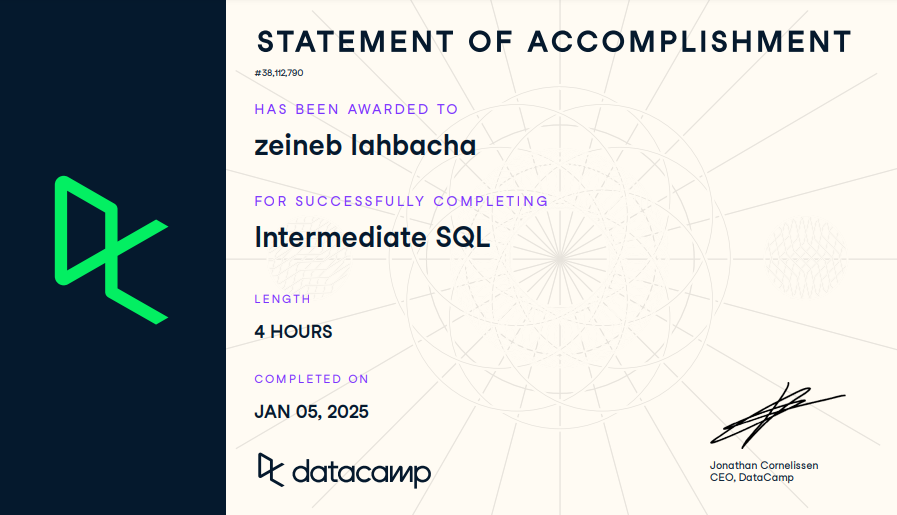 STATEMENT OF ACCOMPLISHMENT
#38,112,790
HAS BEEN AWARDED TO
zeineb lahbacha
FOR SUCCESSFULLY COMPLETING
Intermediate SQL
LENGTH
4 HOURS
COMPLETED ON
JAN 05, 2025
datacamp
Jonathan Cornelissen
CEO, DataCamp